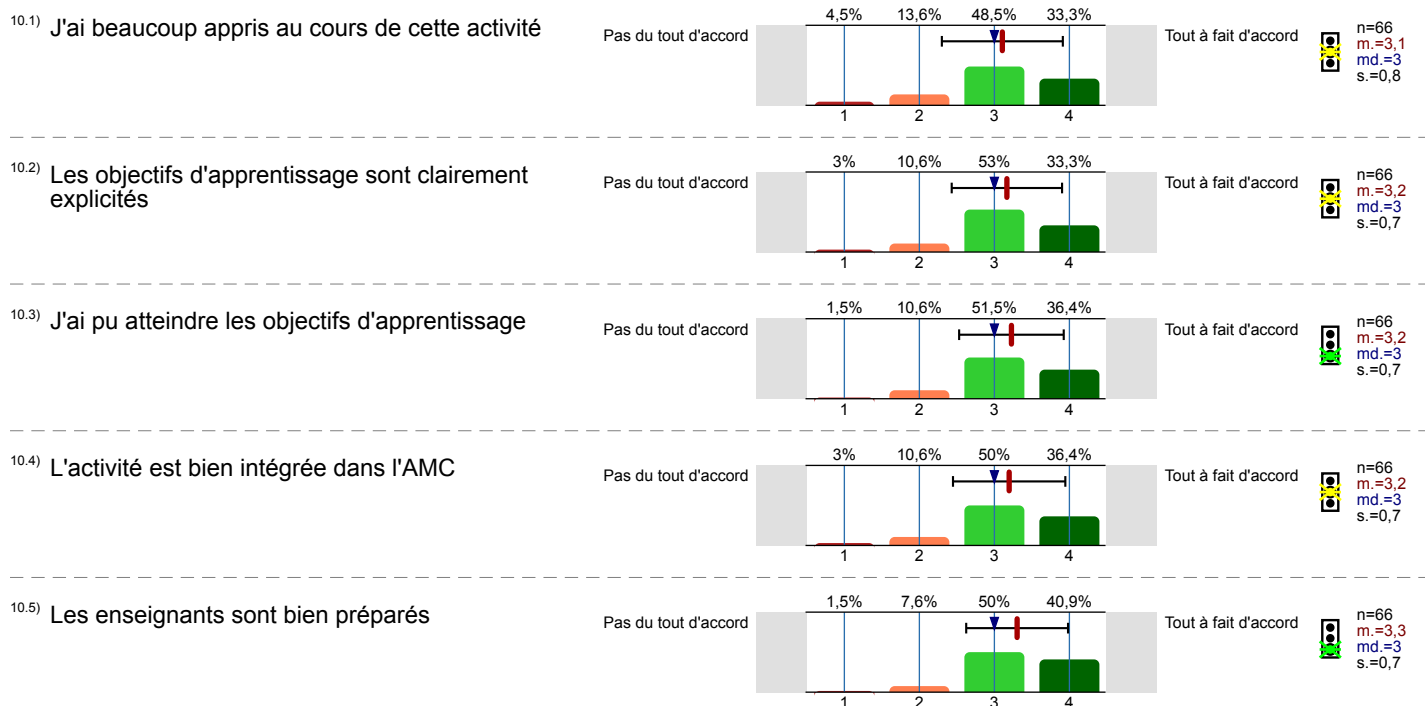 10.1) J'ai beaucoup appris au cours de cette activité
Pas du tout d'accord
4,5% 13,6% 48,5% 33,3%
1 2 3 4
Tout à fait d'accord
n=66
m.=3,1
md.=3
s.=0,8
10.2) Les objectifs d'apprentissage sont clairement
explicités
Pas du tout d'accord
3% 10,6% 53% 33,3%
1 2 3 4
Tout à fait d'accord
n=66
m.=3,2
md.=3
s.=0,7
10.3) J'ai pu atteindre les objectifs d'apprentissage
Pas du tout d'accord
1,5% 10,6% 51,5% 36,4%
1 2 3 4
Tout à fait d'accord
n=66
m.=3,2
md.=3
s.=0,7
10.4) L'activité est bien intégrée dans l'AMC
Pas du tout d'accord
3% 10,6% 50% 36,4%
1 2 3 4
Tout à fait d'accord
n=66
m.=3,2
md.=3
s.=0,7
10.5) Les enseignants sont bien préparés
Pas du tout d'accord
1,5% 7,6% 50% 40,9%
1 2 3 4
Tout à fait d'accord
n=66
m.=3,3
md.=3
s.=0,7